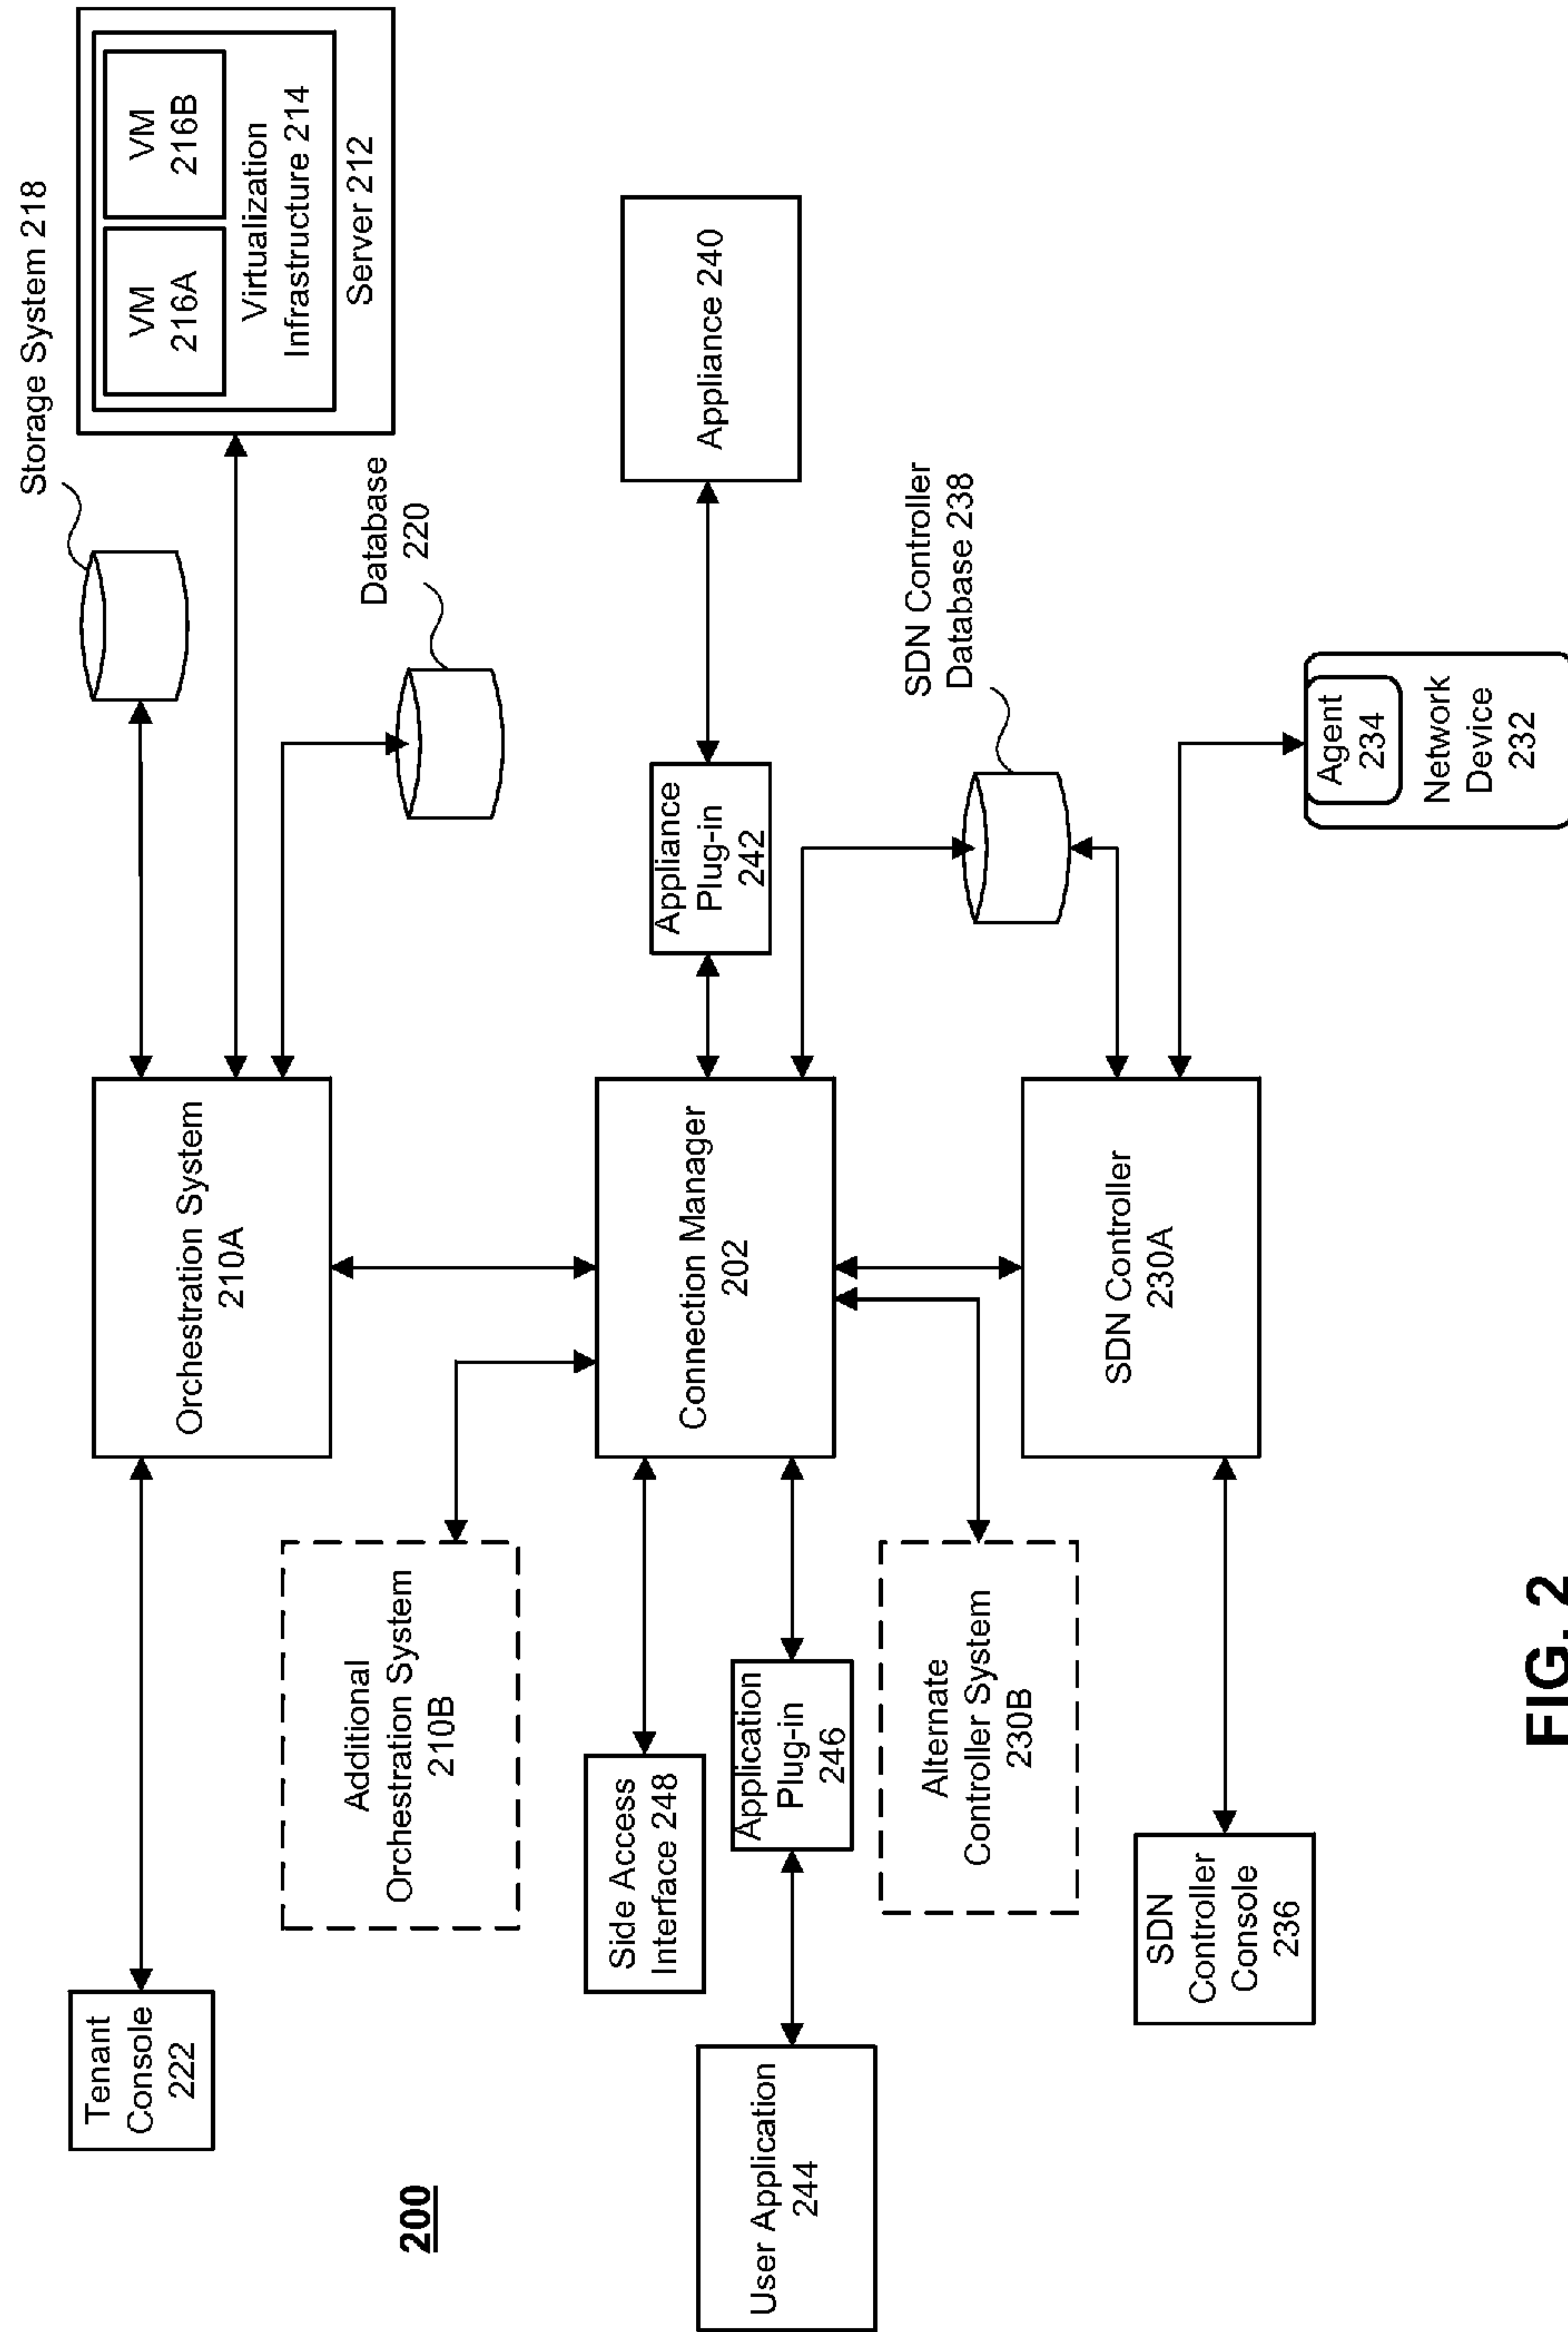 200
Tenant
Console
222
Orchestration System
210A
Storage System 218
VM
216A
VM
216B
Virtualization
Infrastructure 214
Server 212
Database
220
Additional
Orchestration System
210B
Side Access
Interface 248
Connection Manager
202
Appliance
Plug-in
242
Appliance 240
User Application
244
Application
Plug-in
246
Alternate
Controller System
230B
SDN Controller
Database 238
SDN
Controller
Console
236
SDN Controller
230A
Agent
234
Network
Device
232
FIG. 2